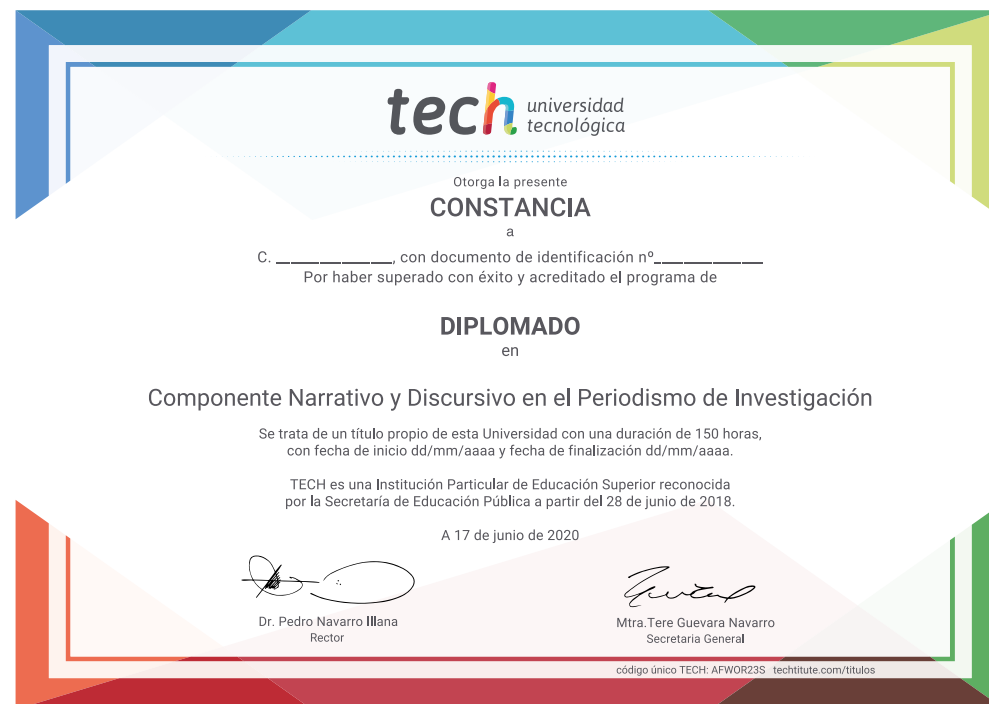 tech universidad
tecnológica
Otorga la presente
CONSTANCIA
a
C. ______________, con documento de identificación nº_____________
Por haber superado con éxito y acreditado el programa de
DIPLOMADO
en
Componente Narrativo y Discursivo en el Periodismo de Investigación
Se trata de un título propio de esta Universidad con una duración de 150 horas,
con fecha de inicio dd/mm/aaaa y fecha de finalización dd/mm/aaaa.
TECH es una Institución Particular de Educación Superior reconocida
por la Secretaría de Educación Pública a partir del 28 de junio de 2018.
A 17 de junio de 2020
Dr. Pedro Navarro Illana
Rector
Mtra.Tere Guevara Navarro
Secretaria General
código único TECH: AFWOR23S techtitute.com/titulos